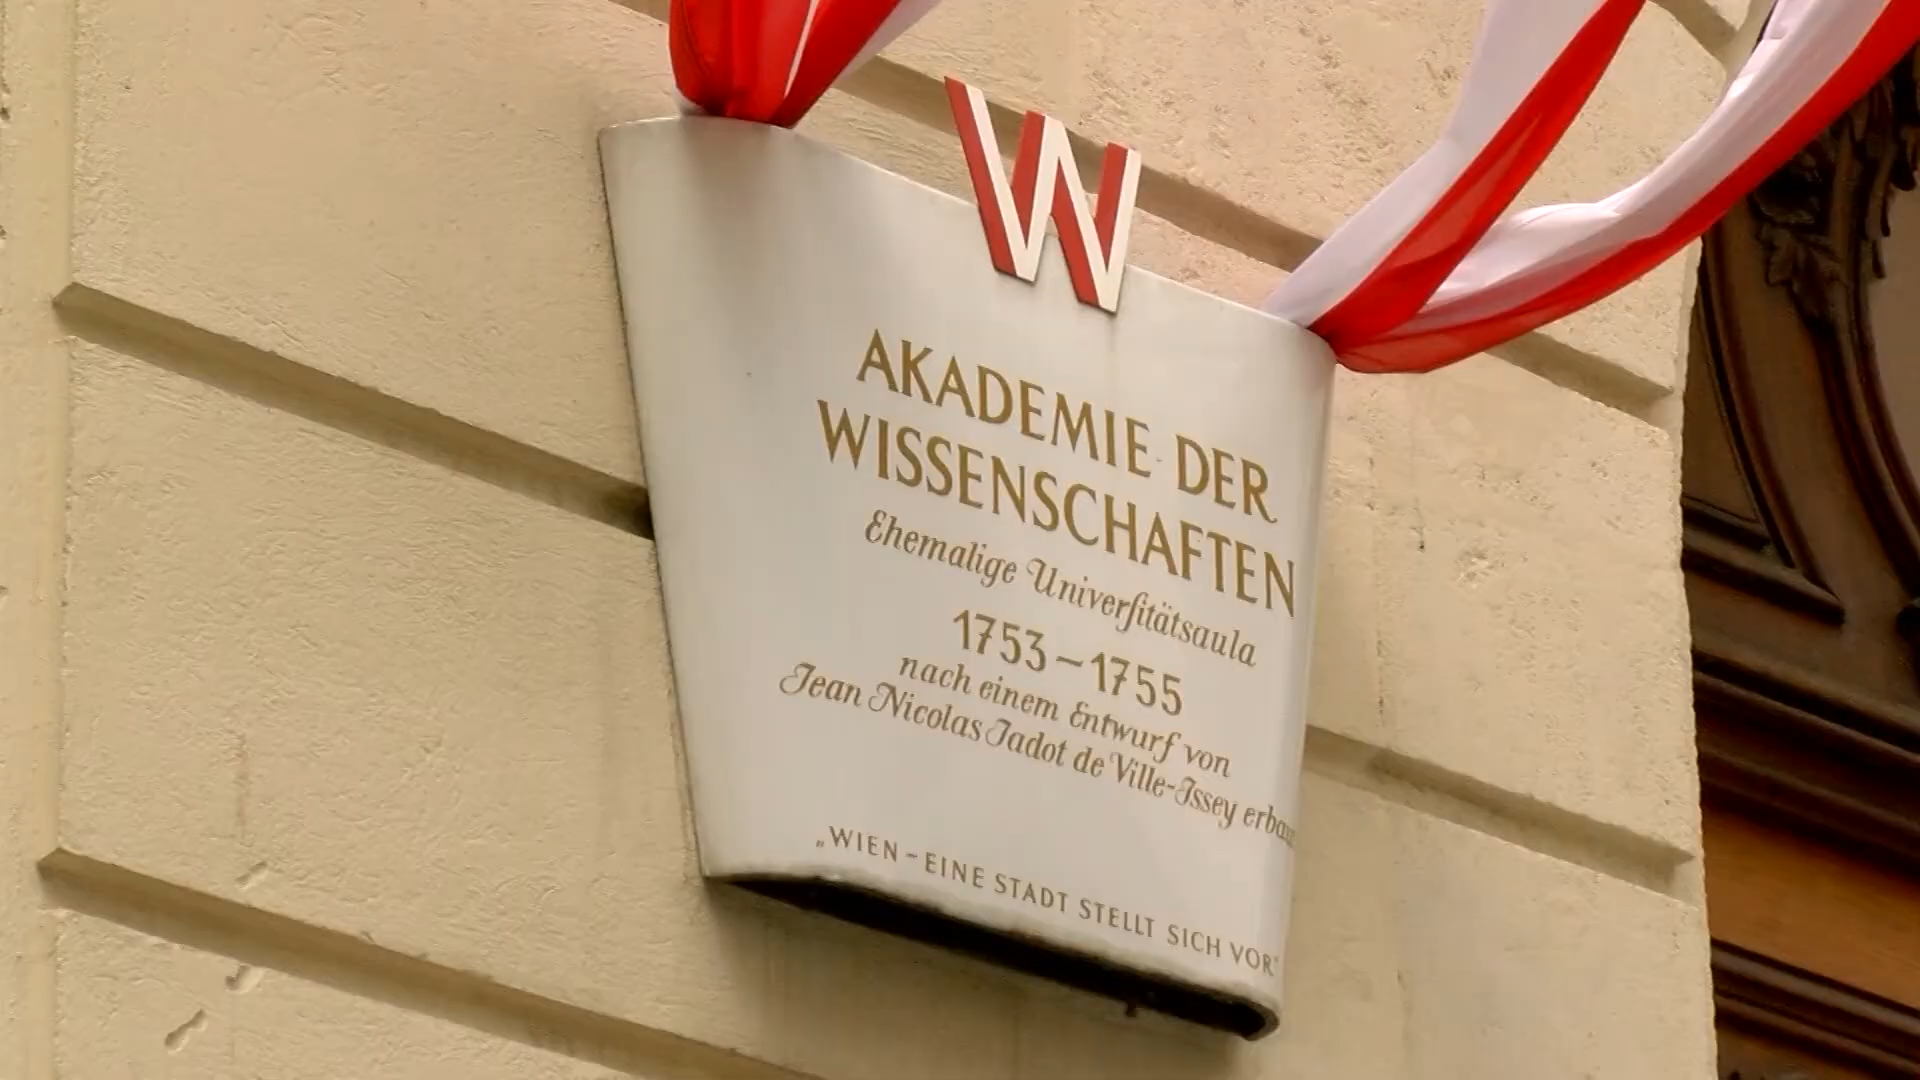 W
AKADEMIE DER
WISSENSCHAFTEN
Ehemalige Univerſitätsaula
1753–1755
nach einem Entwurf von
Jean Nicolas Jadot de Ville-Issey
„WIEN–EINE STADT STELLT SICH VOR"